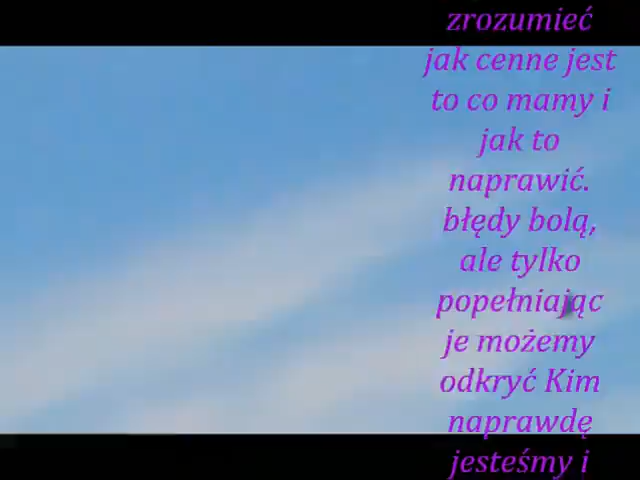 zrozumieć
jak cenne jest
to co mamy i
jak to
naprawić.
błędy bolą,
ale tylko
popełniając
je możemy
odkryć Kim
naprawdę
jesteśmy i